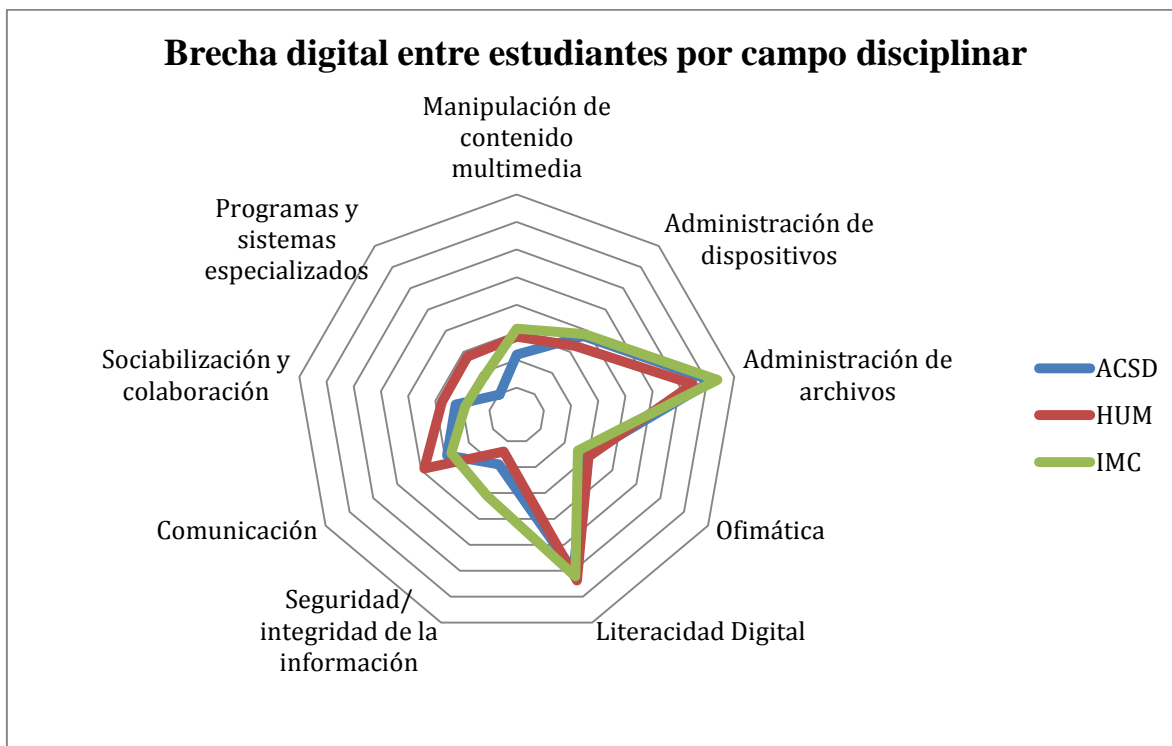 Brecha digital entre estudiantes por campo disciplinar
Manipulación de
contenido
multimedia
Administración de
dispositivos
Administración de
archivos
Ofimática
Literacidad Digital
Seguridad/
integridad de la
información
Comunicación
Sociabilización y
colaboración
Programas y
sistemas
especializados
ACSD
HUM
IMC